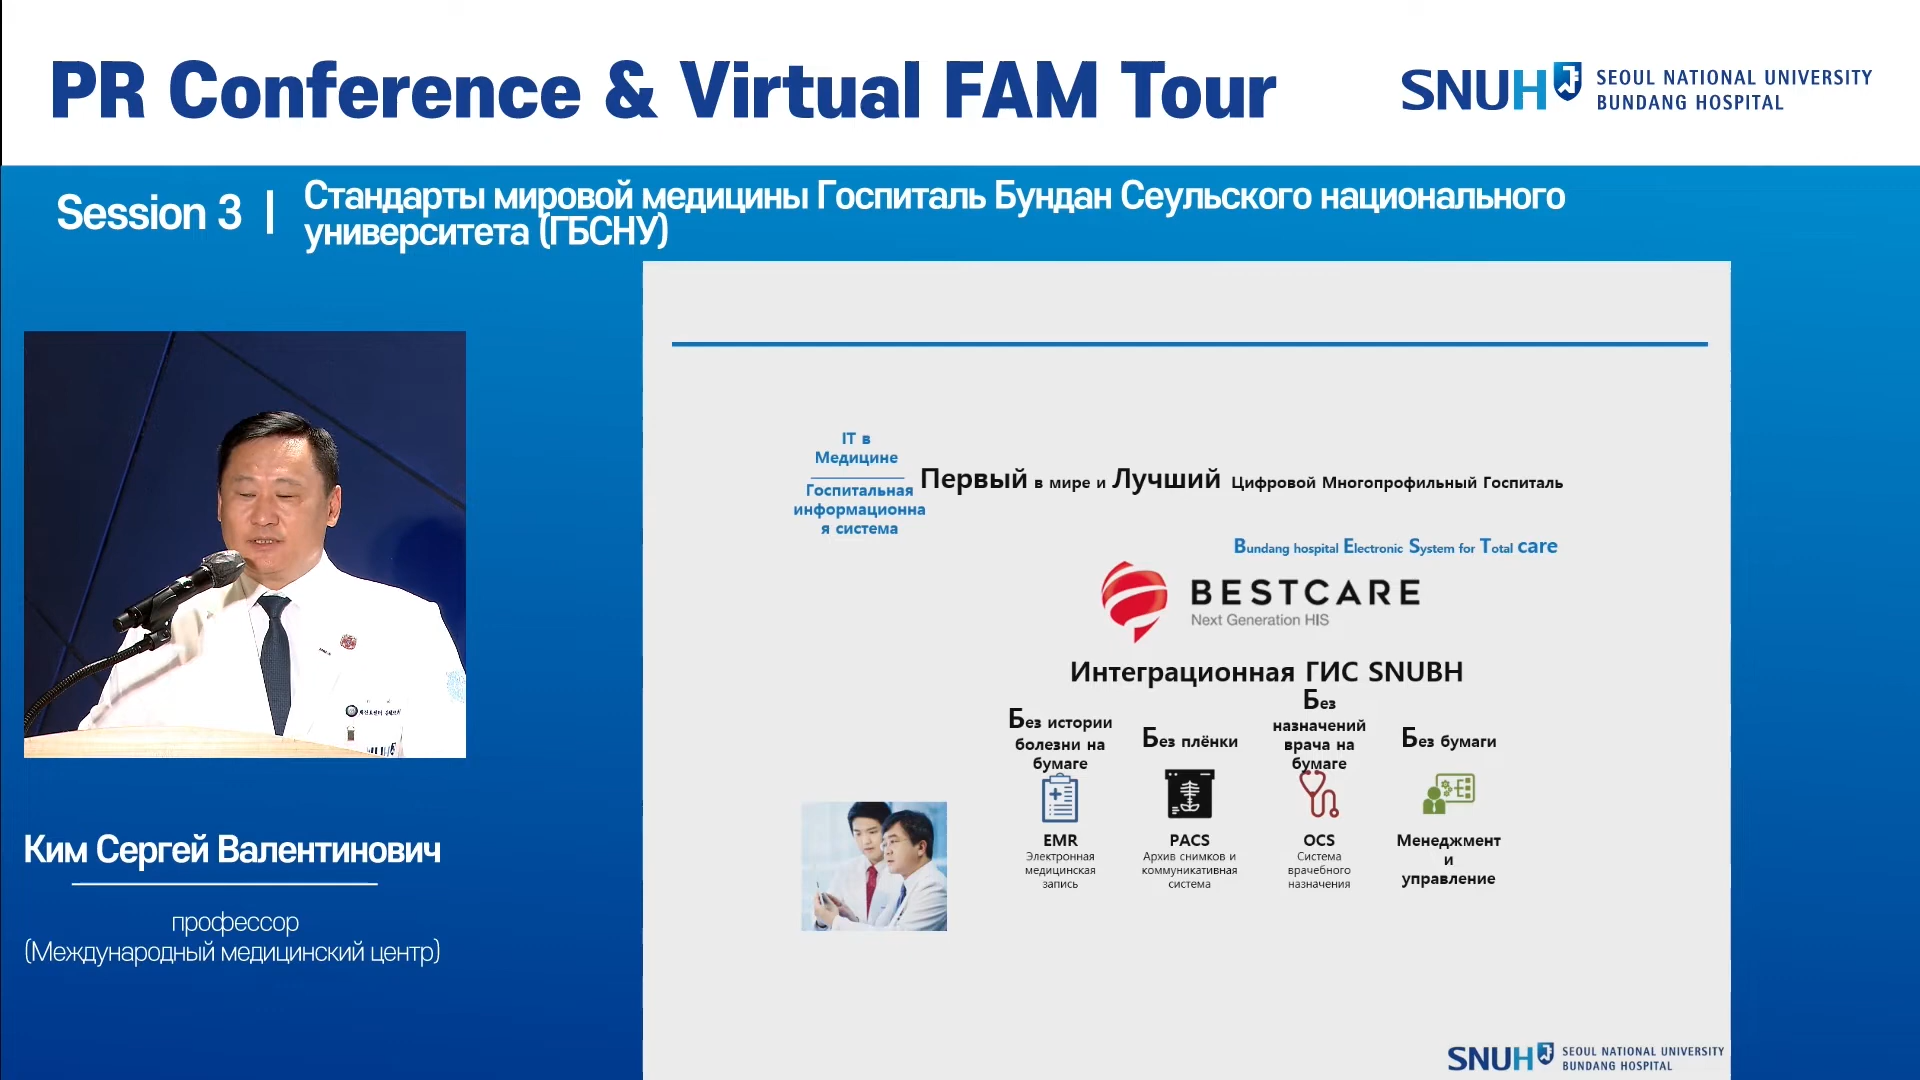 PR Conference & Virtual FAM Tour
SNUH SEOUL NATIONAL UNIVERSITY
BUNDANG HOSPITAL
Session 3 | Стандарты мировой медицины Госпиталь Бундан Сеульского национального
университета (ГБСНУ)
Ким Сергей Валентинович
профессор
(Международный медицинский центр)
IT в
Медицине
Госпитальная
информационна
я система
Первый в мире и Лучший Цифровой Многопрофильный Госпиталь
Bundang hospital Electronic System for Total care
BESTCARE
Next Generation HIS
Интеграционная ГИС SNUBH
Без истории
болезни на
бумаге
EMR
Электронная
медицинская
запись
Без плёнки
PACS
Архив снимков и
коммуникативная
система
Без
назначений
врача на
бумаге
OCS
Система
врачебного
назначения
Без бумаги
Менеджмент
и
управление
SNUH SEOUL NATIONAL UNIVERSITY
BUNDANG HOSPITAL